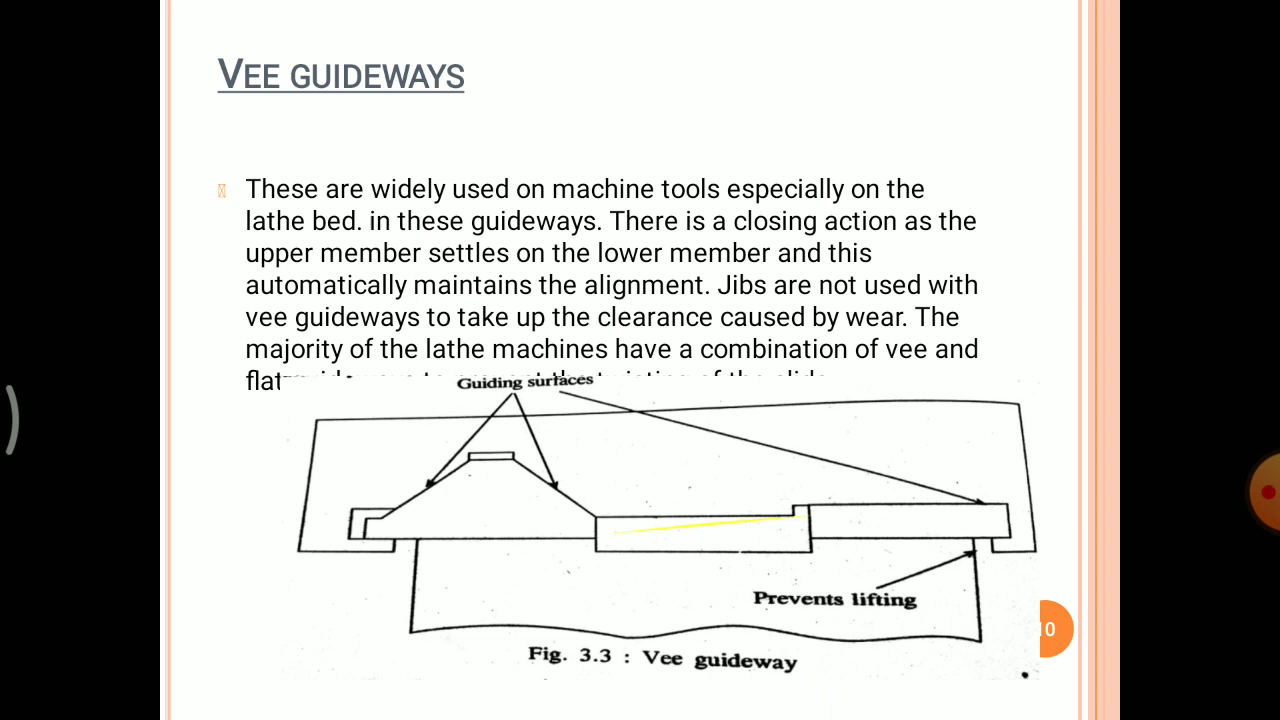 VEE GUIDEWAYS
These are widely used on machine tools especially on the
lathe bed. in these guideways. There is a closing action as the
upper member settles on the lower member and this
automatically maintains the alignment. Jibs are not used with
vee guideways to take up the clearance caused by wear. The
majority of the lathe machines have a combination of vee and
flat
Guiding surfaces
Prevents lifting
10
Fig. 3.3 : Vee guideway